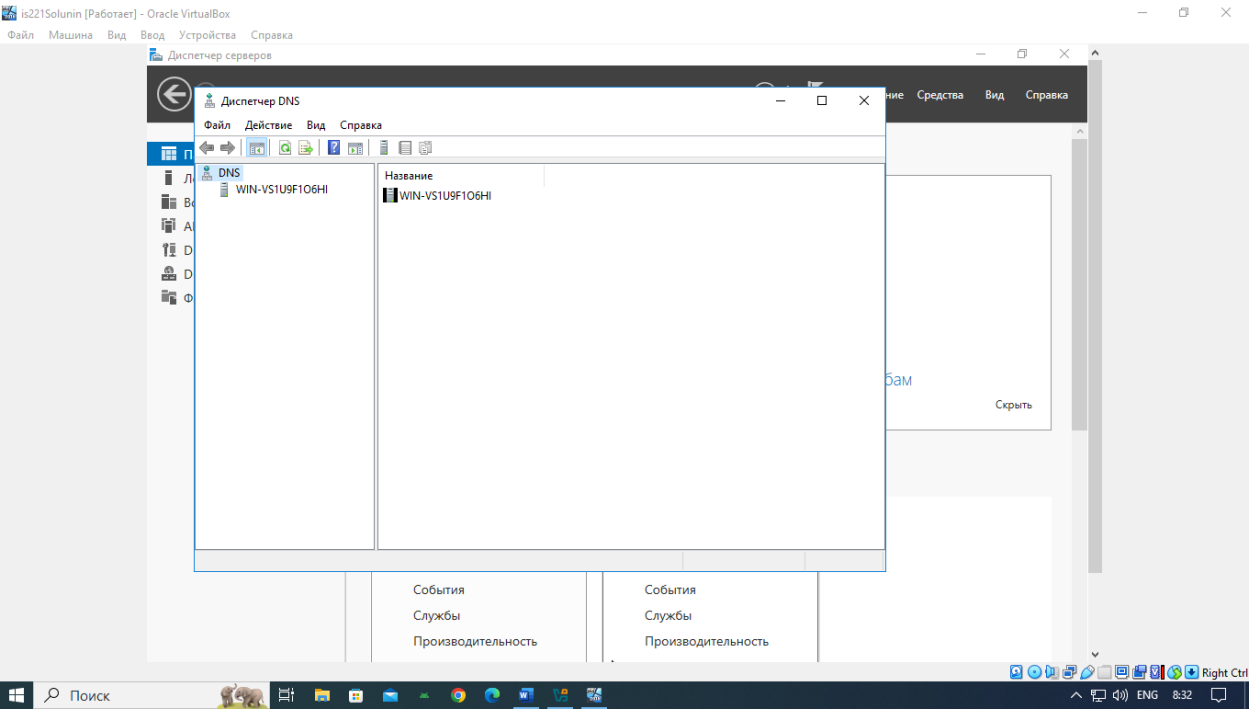 is221Solunin [Работает] - Oracle VirtualBox
Файл Машина Вид Ввод Устройства Справка
Диспетчер серверов
Средства Вид Справка
Диспетчер DNS
Файл Действие Вид Справка
DNS
WIN-VS1U9F1O6HI
Название
WIN-VS1U9F1O6HI
Скрыть
События
Службы
Производительность
События
Службы
Производительность
Right Ctrl
Поиск
ENG 8:32